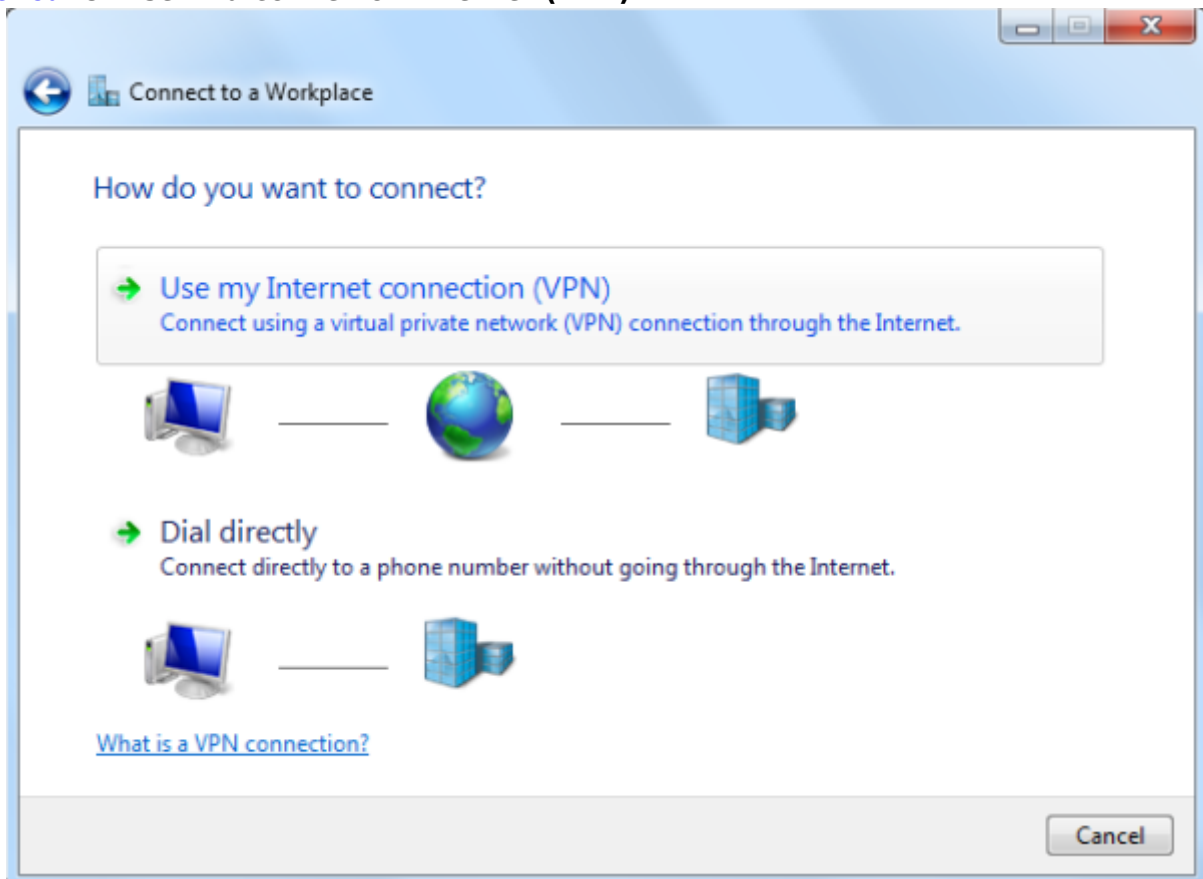 Connect to a Workplace
How do you want to connect?
Use my Internet connection (VPN)
Connect using a virtual private network (VPN) connection through the Internet.
Dial directly
Connect directly to a phone number without going through the Internet.
What is a VPN connection?
Cancel